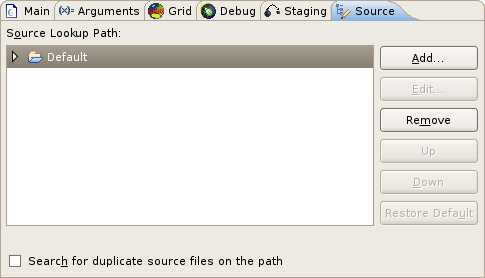 Main (x)= Arguments Grid Debug Staging Source
Source Lookup Path:
Default
Add...
Edit...
Remove
Up
Down
Restore Default
Search for duplicate source files on the path